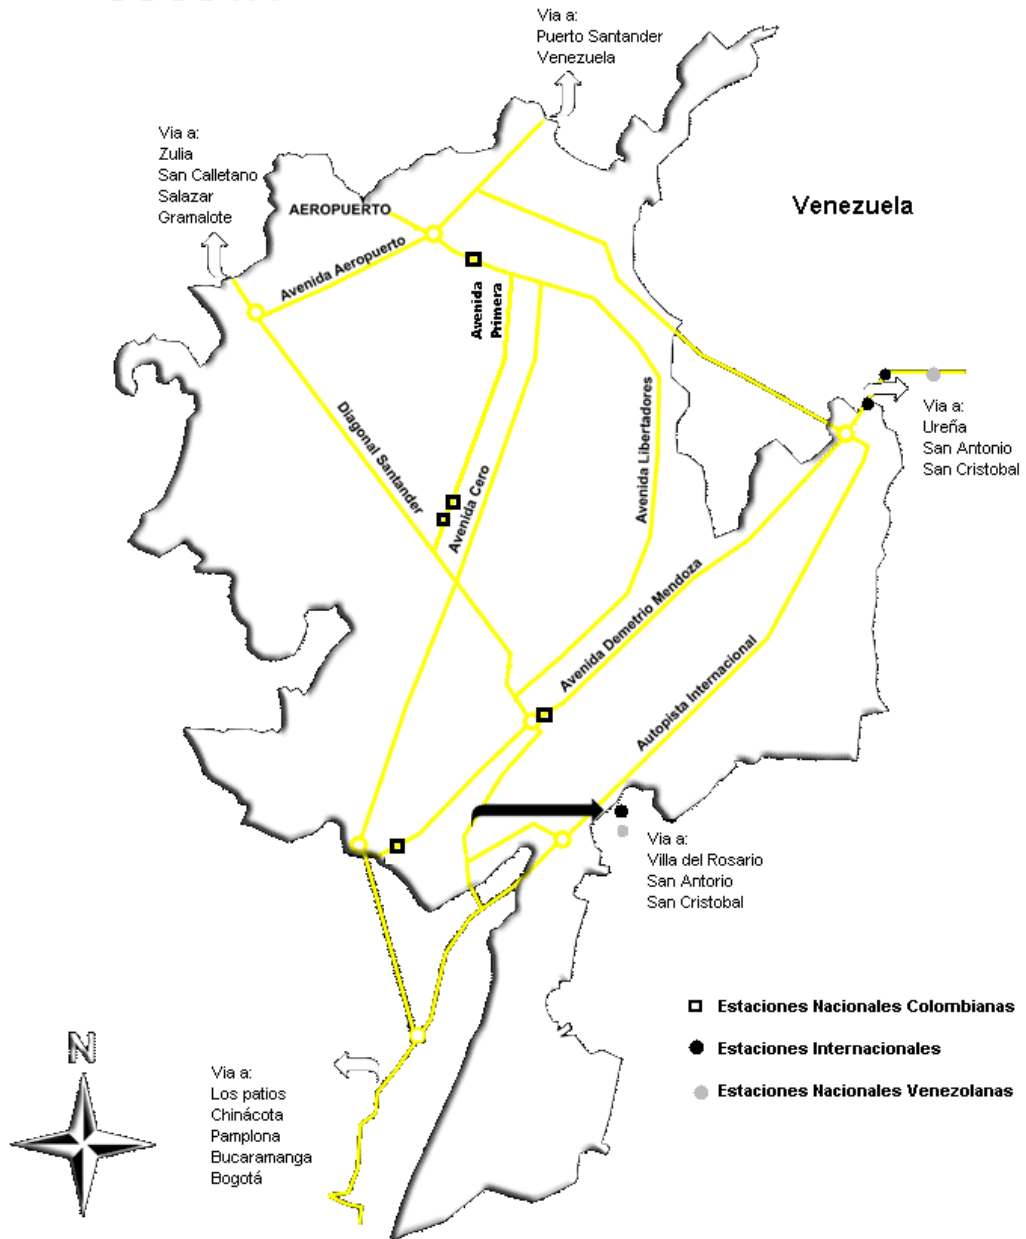 Via a:
Puerto Santander
Venezuela
Via a:
Zulia
San Calletano
Salazar
Gramalote
Venezuela
AEROPUERTO
Avenida Aeropuerto
Avenida
Primera
Via a:
Ureña
San Antonio
San Cristobal
Diagonal Santander
Avenida Cero
Avenida Libertadores
Avenida Demetrio Mendoza
Autopista Internacional
Via a:
Villa del Rosario
San Antorio
San Cristobal
Estaciones Nacionales Colombianas
Estaciones Internacionales
Estaciones Nacionales Venezolanas
N
Via a:
Los patios
Chinácota
Pamplona
Bucaramanga
Bogotá